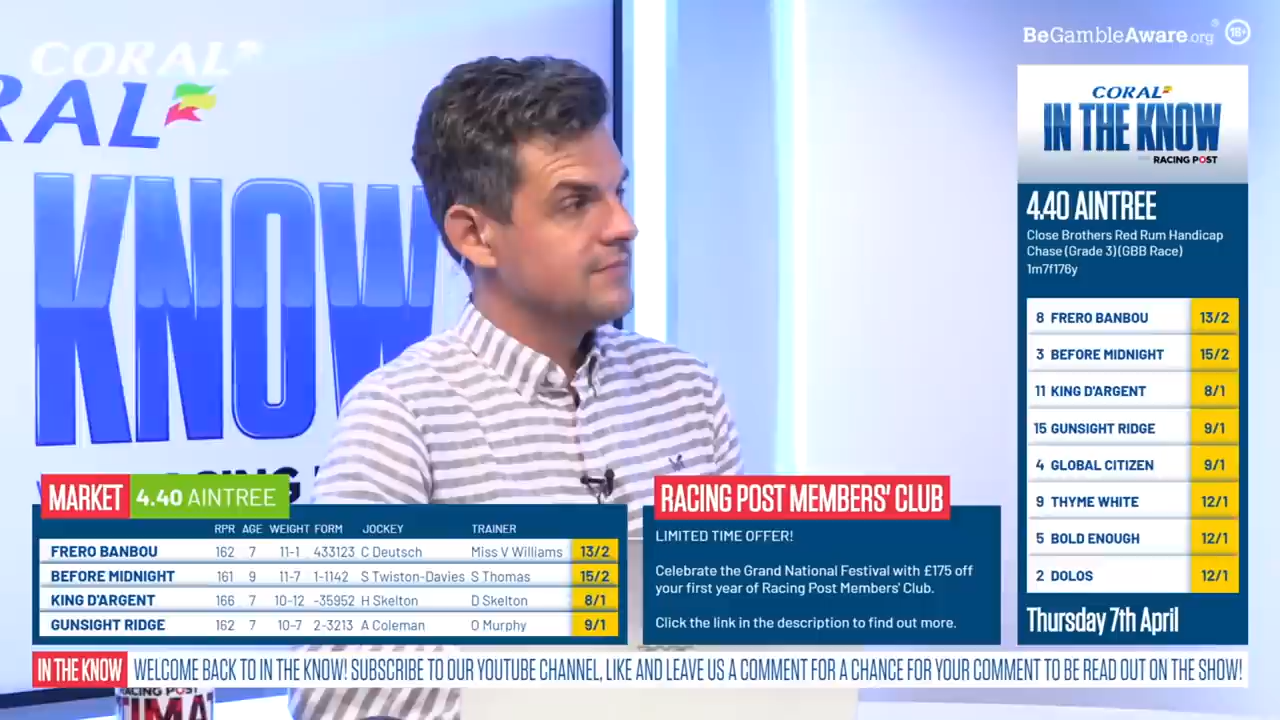 CORAL
BeGambleAware.org® 18+
RAL
KNOW
CORAL
IN THE KNOW
RACING POST
4.40 AINTREE
Close Brothers Red Rum Handicap
Chase (Grade 3) (GBB Race)
1m7f176y
8 FRERO BANBOU 13/2
3 BEFORE MIDNIGHT 15/2
11 KING D'ARGENT 8/1
15 GUNSIGHT RIDGE 9/1
4 GLOBAL CITIZEN 9/1
9 THYME WHITE 12/1
5 BOLD ENOUGH 12/1
2 DOLOS 12/1
Thursday 7th April
MARKET 4.40 AINTREE
RPR AGE WEIGHT FORM JOCKEY TRAINER
FRERO BANBOU 162 7 11-1 433123 C Deutsch Miss V Williams 13/2
BEFORE MIDNIGHT 161 9 11-7 1-1142 S Twiston-Davies S Thomas 15/2
KING D'ARGENT 166 7 10-12 -35952 H Skelton D Skelton 8/1
GUNSIGHT RIDGE 162 7 10-7 2-3213 A Coleman O Murphy 9/1
RACING POST MEMBERS' CLUB
LIMITED TIME OFFER!
Celebrate the Grand National Festival with £175 off
your first year of Racing Post Members' Club.
Click the link in the description to find out more.
IN THE KNOW WELCOME BACK TO IN THE KNOW! SUBSCRIBE TO OUR YOUTUBE CHANNEL, LIKE AND LEAVE US A COMMENT FOR A CHANCE FOR YOUR COMMENT TO BE READ OUT ON THE SHOW!
RACING POST